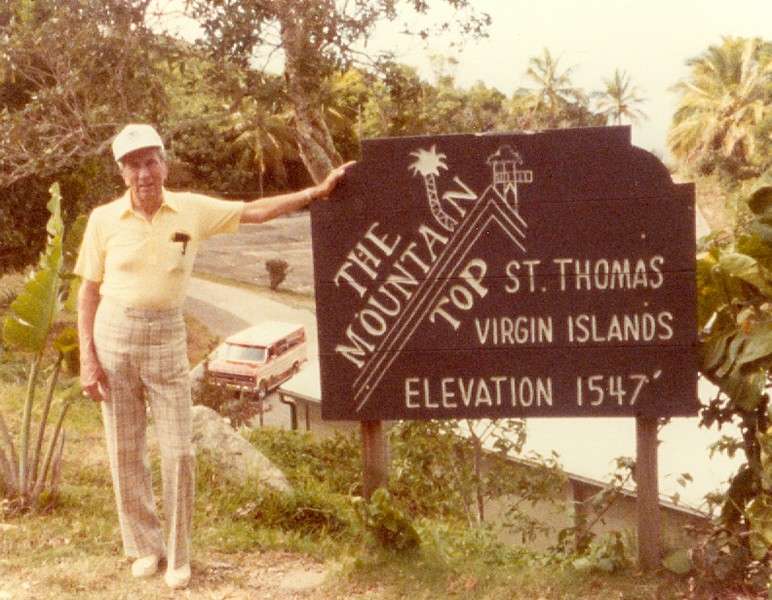 THE
MOUNTAIN
TOP
ST. THOMAS
VIRGIN ISLANDS
ELEVATION 1547'